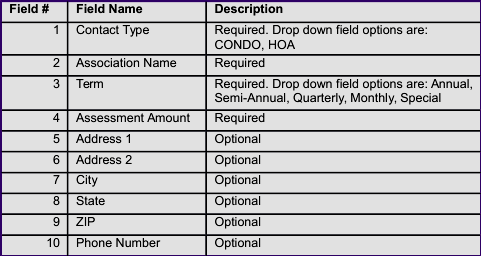 Field # Field Name Description
1 Contact Type Required. Drop down field options are:
CONDO, HOA
2 Association Name Required
3 Term Required. Drop down field options are: Annual,
Semi-Annual, Quarterly, Monthly, Special
4 Assessment Amount Required
5 Address 1 Optional
6 Address 2 Optional
7 City Optional
8 State Optional
9 ZIP Optional
10 Phone Number Optional